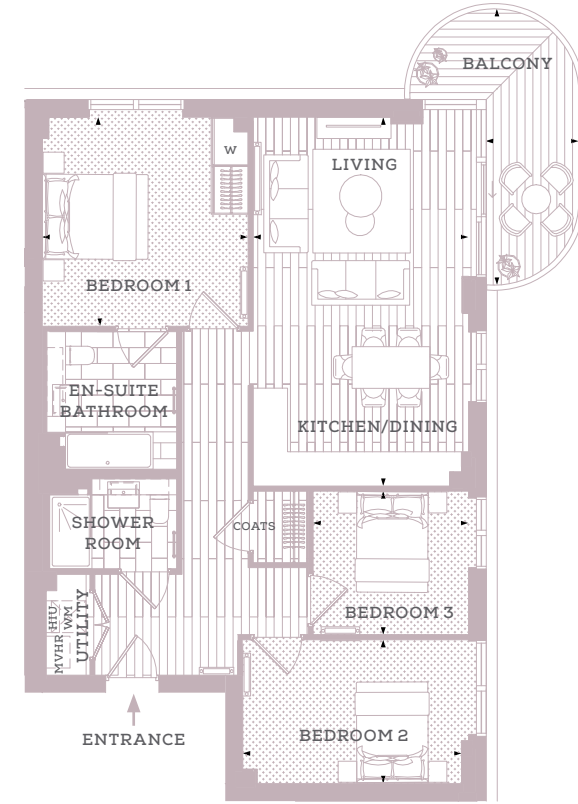 BALCONY
W
LIVING
BEDROOM 1
EN-SUITE
BATHROOM
KITCHEN/DINING
SHOWER
ROOM
COATS
BEDROOM 3
MVHR
HIU
WM
UTILITY
BEDROOM 2
ENTRANCE